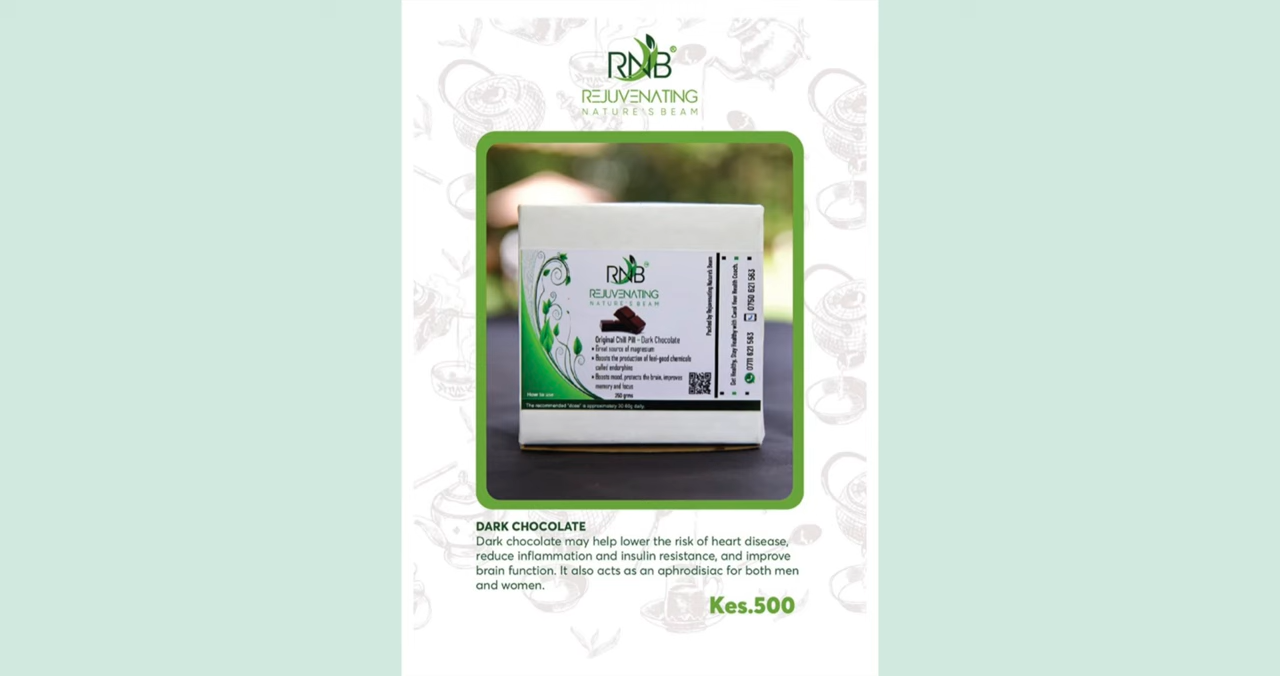 RNB®
REJUVENATING
NATURE'S BEAM
RNB
REJUVENATING
NATURE'S BEAM
Original Chill Pill - Dark Chocolate
Great source of magnesium
Boosts the production of feel-good chemicals
called endorphins
Boosts mood, protects the brain, improves
memory and focus
250 grms
How to use
The recommended "dose" is approximately 30-60g daily.
Packed by Rejuvenating Nature's Beam
Get Healthy, Stay Healthy with Carol Your Health Coach.
0711 621 563
0750 621 563
DARK CHOCOLATE
Dark chocolate may help lower the risk of heart disease,
reduce inflammation and insulin resistance, and improve
brain function. It also acts as an aphrodisiac for both men
and women.
Kes.500